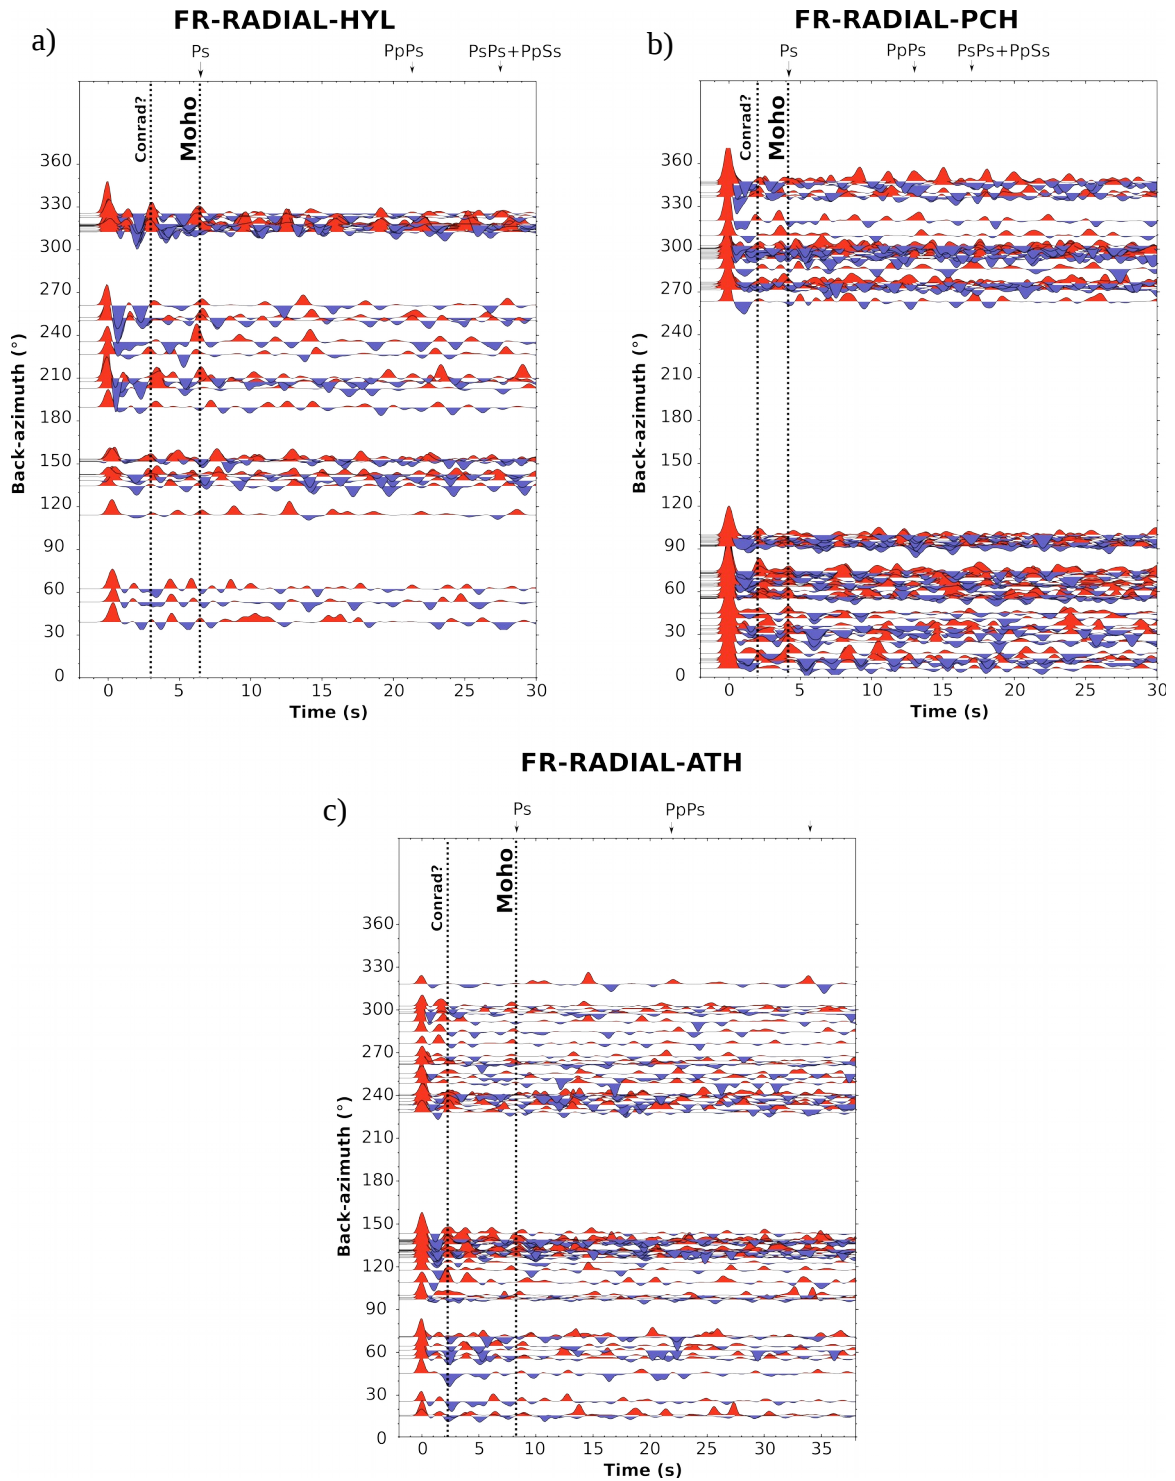 FR-RADIAL-HYL
a)
Ps PpPs PsPs+PpSs
Conrad?
Moho
360
330
300
270
240
210
180
150
120
90
60
30
0
Back-azimuth (°)
0 5 10 15 20 25 30
Time (s)
FR-RADIAL-PCH
b)
Ps PpPs PsPs+PpSs
Conrad?
Moho
360
330
300
270
240
210
180
150
120
90
60
30
0
Back-azimuth (°)
0 5 10 15 20 25 30
Time (s)
FR-RADIAL-ATH
c)
Ps PpPs
Conrad?
Moho
360
330
300
270
240
210
180
150
120
90
60
30
0
Back-azimuth (°)
0 5 10 15 20 25 30 35
Time (s)